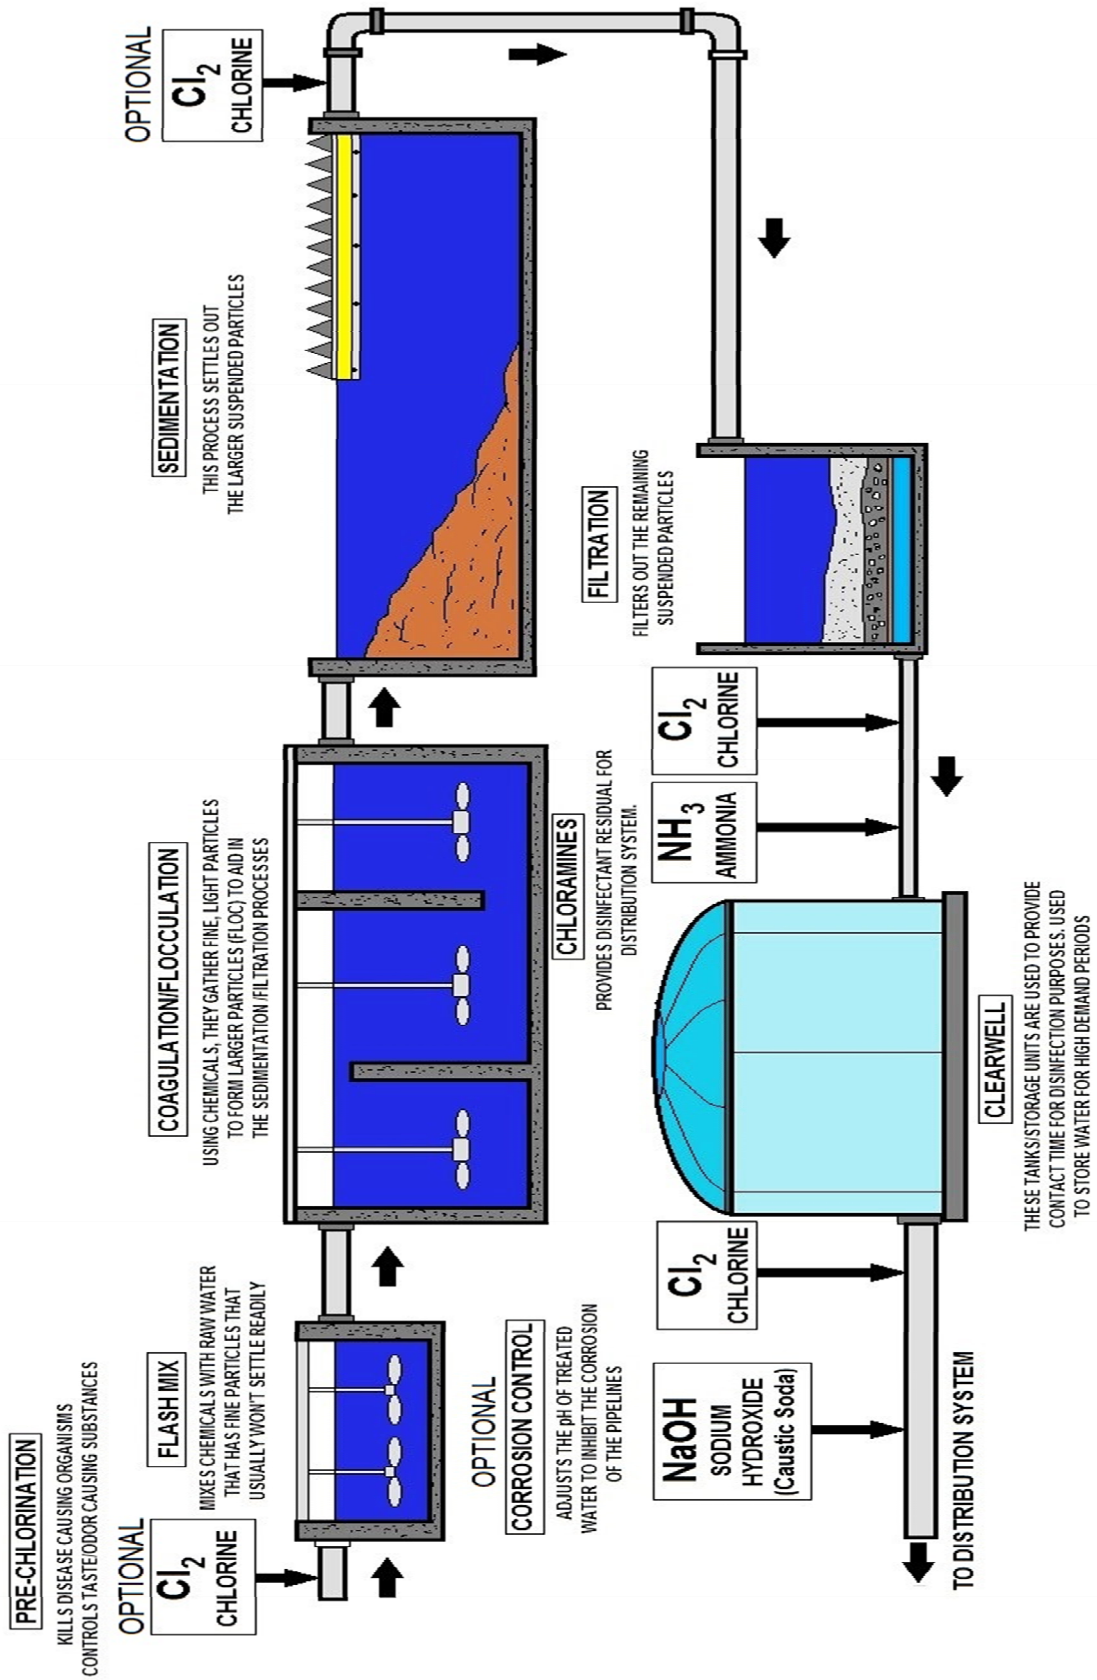 PRE-CHLORINATION
KILLS DISEASE CAUSING ORGANISMS
CONTROLS TASTE/ODOR CAUSING SUBSTANCES
OPTIONAL
Cl2
CHLORINE
FLASH MIX
MIXES CHEMICALS WITH RAW WATER
THAT HAS FINE PARTICLES THAT
USUALLY WON'T SETTLE READILY
COAGULATION/FLOCCULATION
USING CHEMICALS, THEY GATHER FINE, LIGHT PARTICLES
TO FORM LARGER PARTICLES (FLOC) TO AID IN
THE SEDIMENTATION /FILTRATION PROCESSES
SEDIMENTATION
THIS PROCESS SETTLES OUT
THE LARGER SUSPENDED PARTICLES
OPTIONAL
Cl2
CHLORINE
OPTIONAL
CORROSION CONTROL
ADJUSTS THE pH OF TREATED
WATER TO INHIBIT THE CORROSION
OF THE PIPELINES
CHLORAMINES
PROVIDES DISINFECTANT RESIDUAL FOR
DISTRIBUTION SYSTEM.
FILTRATION
FILTERS OUT THE REMAINING
SUSPENDED PARTICLES
NaOH
SODIUM
HYDROXIDE
(Caustic Soda)
Cl2
CHLORINE
NH3
AMMONIA
Cl2
CHLORINE
TO DISTRIBUTION SYSTEM
CLEARWELL
THESE TANKS/STORAGE UNITS ARE USED TO PROVIDE
CONTACT TIME FOR DISINFECTION PURPOSES. USED
TO STORE WATER FOR HIGH DEMAND PERIODS